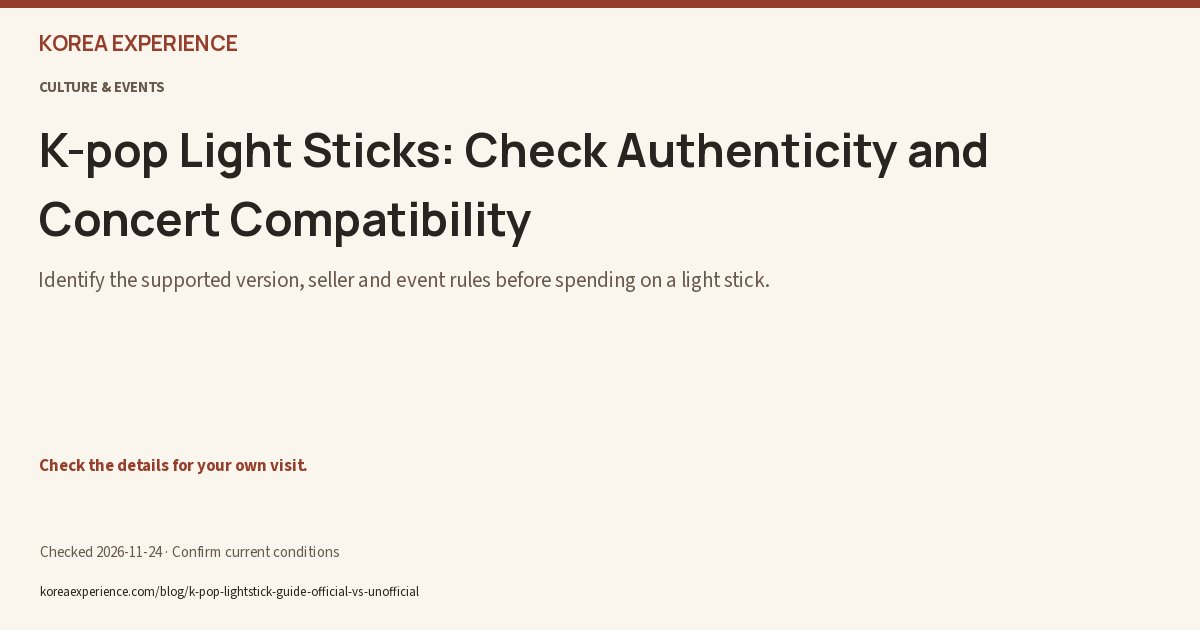 KOREA EXPERIENCE
CULTURE & EVENTS
K-pop Light Sticks: Check Authenticity and
Concert Compatibility
Identify the supported version, seller and event rules before spending on a light stick.
Check the details for your own visit.
Checked 2026-11-24 · Confirm current conditions
koreaexperience.com/blog/k-pop-lightstick-guide-official-vs-unofficial